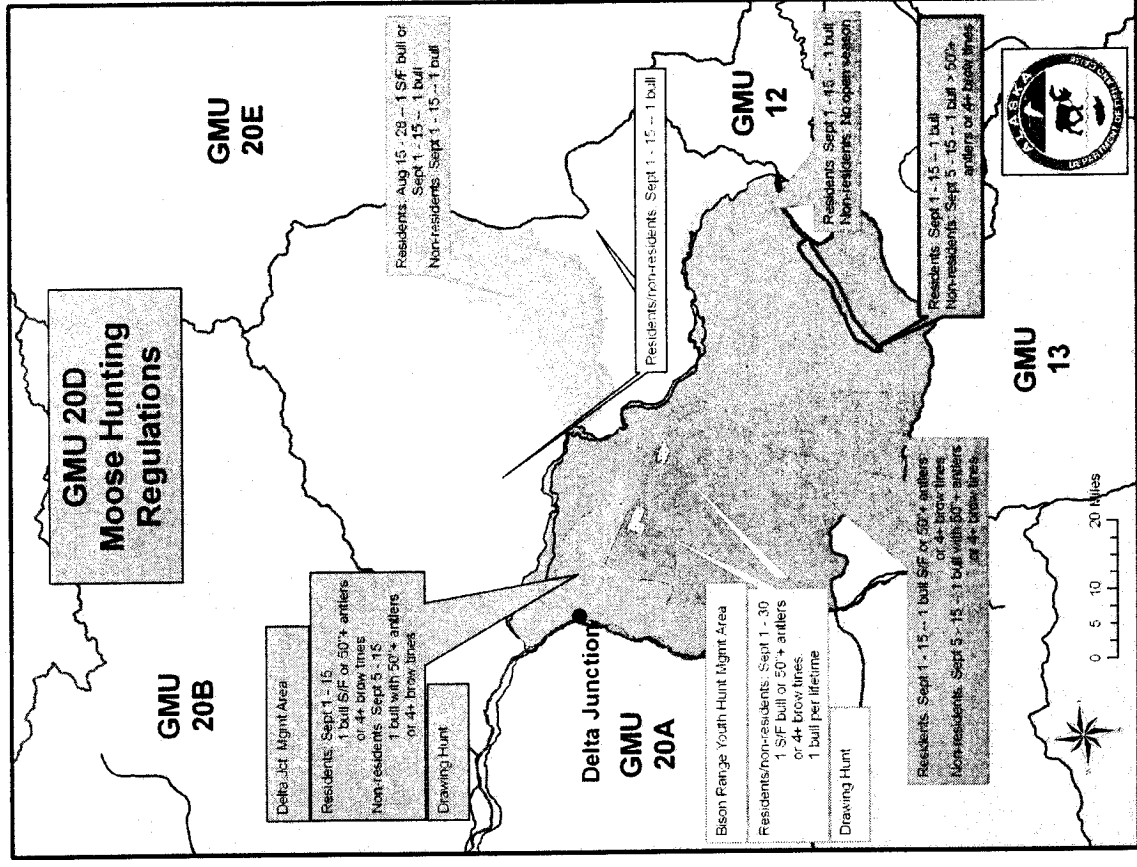 GMU 20D
Moose Hunting
Regulations
GMU
20E
GMU
20B
Residents: Aug 15 - 28 -- 1 S/F bull or
Sept 1 - 15 -- 1 bull
Non-residents: Sept 1 - 15 -- 1 bull
Delta Jct Mgmt Area
Residents: Sept 1 - 15
1 bull S/F or 50"+ antlers
or 4+ brow tines
Non-residents: Sept 5 - 15
1 bull with 50"+ antlers
or 4+ brow tines
Drawing Hunt
Residents/non-residents: Sept 1 - 15 -- 1 bull
GMU
12
Delta Junction
GMU
20A
Residents: Sept 1 - 15 -- 1 bull
Non-residents: No open season
Bison Range Youth Hunt Mgmt Area
Residents/non-residents: Sept 1 - 30
1 S/F bull or 50"+ antlers
or 4+ brow tines.
1 bull per lifetime
Drawing Hunt
Residents: Sept 1 - 15 -- 1 bull
Non-residents: Sept 5 - 15 -- 1 bull > 50"+
antlers or 4+ brow tines
GMU
13
Residents: Sept 1 - 15 -- 1 bull S/F or 50"+ antlers
or 4+ brow tines
Non-residents: Sept 5 - 15 -- 1 bull with 50"+ antlers
or 4+ brow tines
0 5 10 20 Miles
ALASKA
DEPARTMENT OF